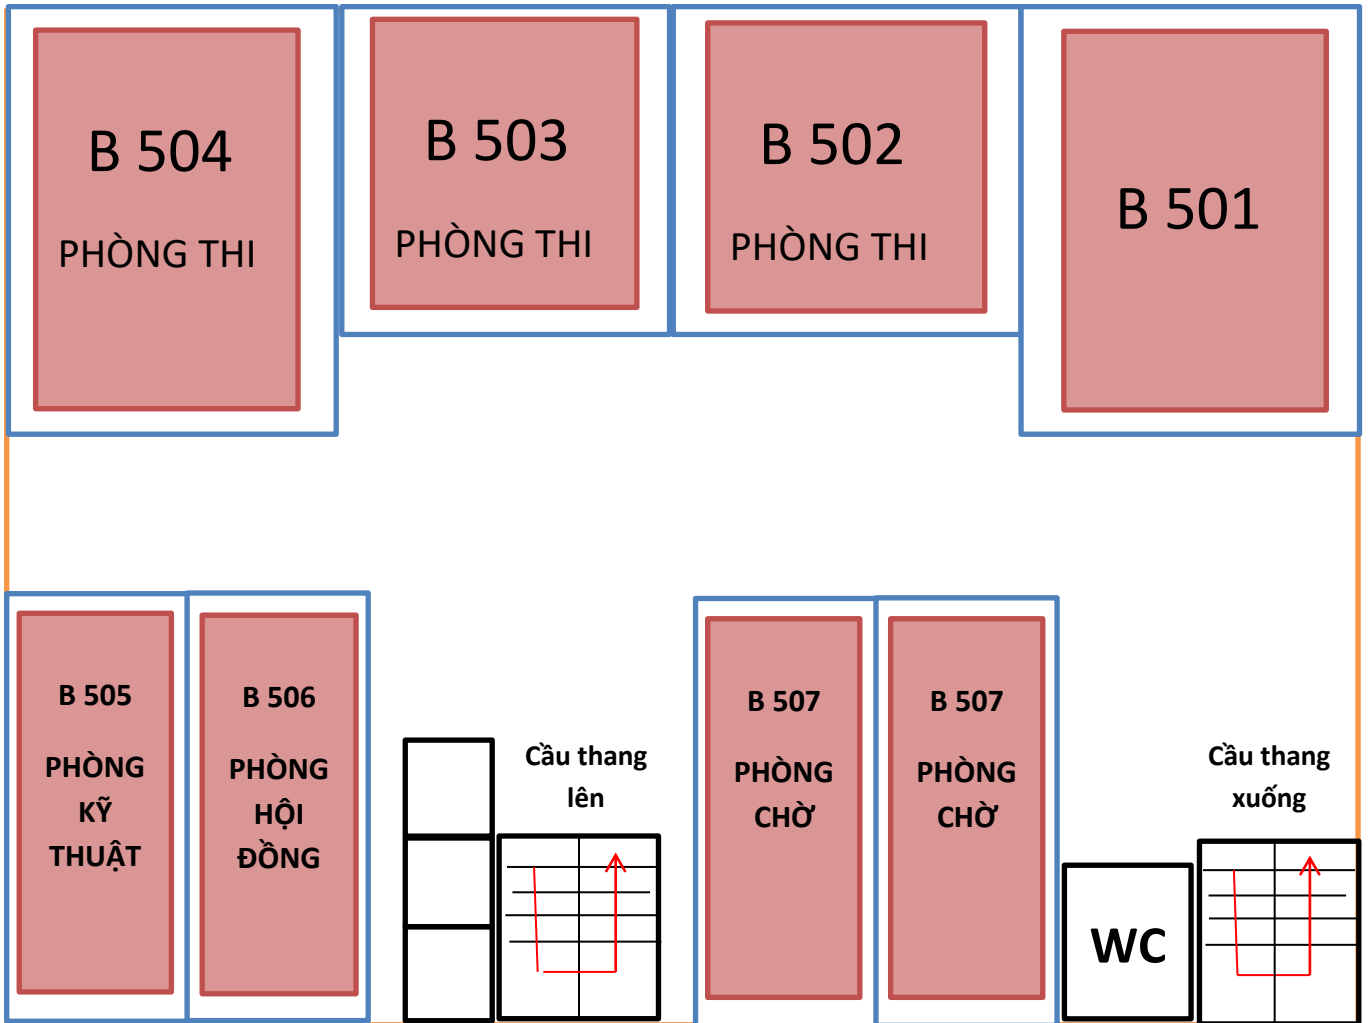 B 504
PHÒNG THI
B 503
PHÒNG THI
B 502
PHÒNG THI
B 501
B 505
PHÒNG
KỸ
THUẬT
B 506
PHÒNG
HỘI
ĐỒNG
Cầu thang
lên
B 507
PHÒNG
CHỜ
B 507
PHÒNG
CHỜ
WC
Cầu thang
xuống